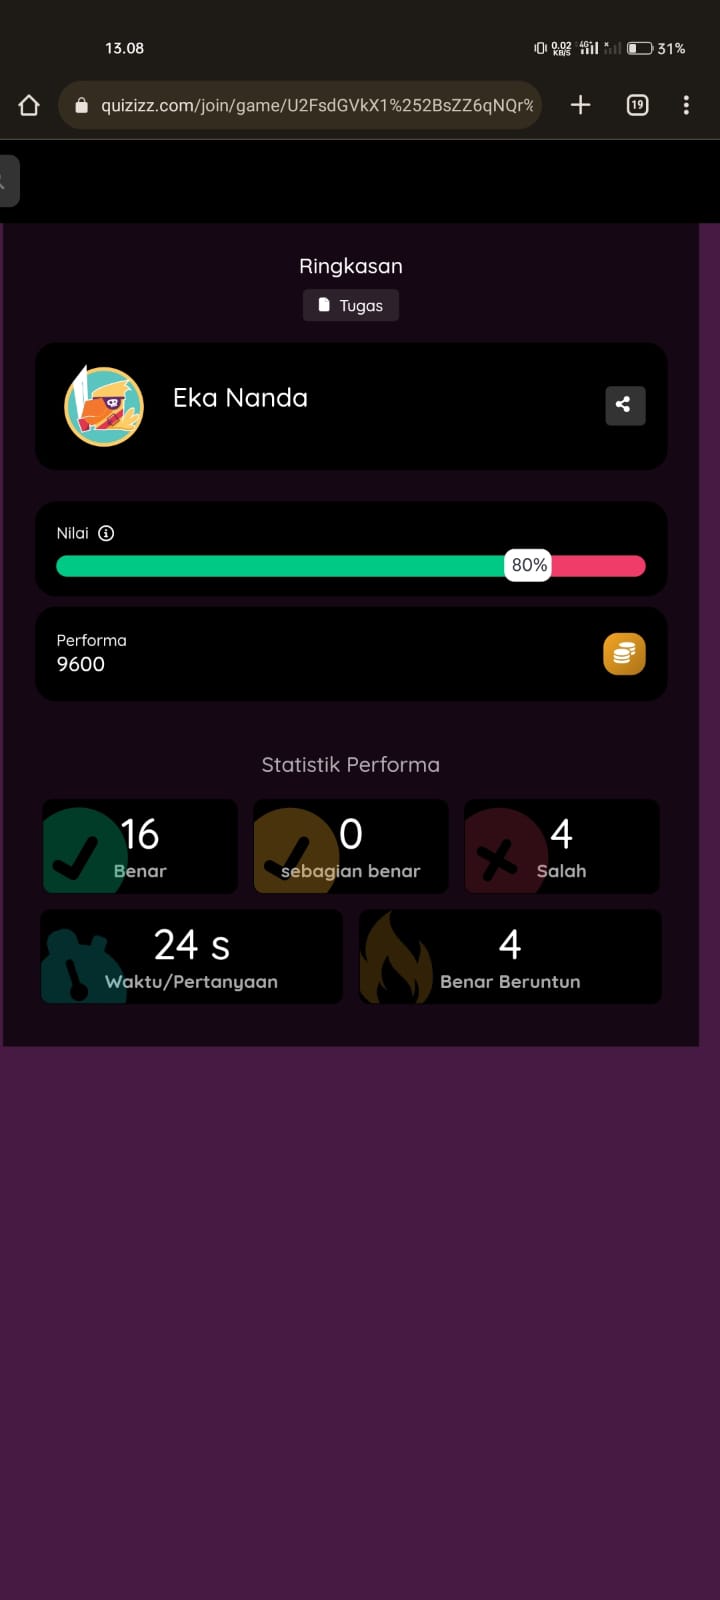 13.08
0.02 KB/S 4G+ 31%
quizizz.com/join/game/U2FsdGVkX1%252BsZZ6qNQr%
19
Ringkasan
Tugas
Eka Nanda
Nilai
80%
Performa
9600
Statistik Performa
16 0 4
Benar sebagian benar Salah
24 s 4
Waktu/Pertanyaan Benar Beruntun